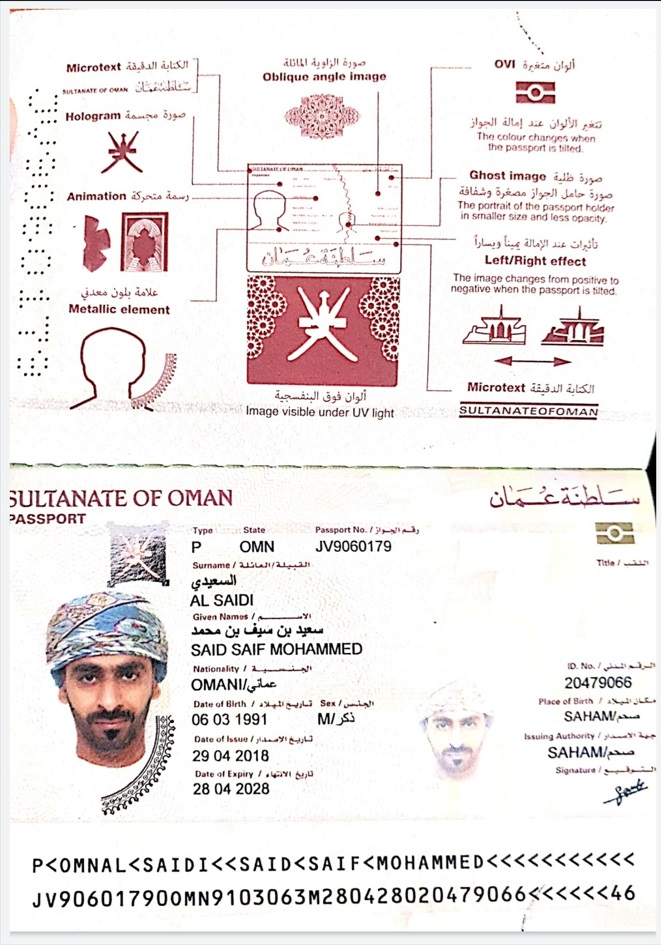 الكتابة الدقيقة Microtext
SULTANATE OF OMAN سـلطنة عمان
صورة مجسمة Hologram
رسمة متحركة Animation
علامة بلون معدني
Metallic element
صورة الزاوية المائلة
Oblique angle image
SULTANATE OF OMAN
سلطنة عمان
ألوان فوق البنفسجية
Image visible under UV light
ألوان متغيرة OVI
تتغير الألوان عند إمالة الجواز
The colour changes when
the passport is tilted.
صورة ظلية Ghost image
صورة حامل الجواز مصغرة وشفافة
The portrait of the passport holder
in smaller size and less opacity.
تأثيرات عند الإمالة يميناً ويساراً
Left/Right effect
The image changes from positive to
negative when the passport is tilted.
الكتابة الدقيقة Microtext
SULTANATEOFOMAN
SULTANATE OF OMAN
سلطنة عمان
PASSPORT
Type State Passport No. / رقم الجواز
P OMN JV9060179
Surname / القبيلة/العائلة
السعيدي
AL SAIDI
Given Names / الاسم
سعيد بن سيف بن محمد
SAID SAIF MOHAMMED
Nationality / الجنسية
OMANI/عماني
Date of Birth / تاريخ الميلاد Sex / الجنس
06 03 1991 M/ذكر
Date of Issue / تاريخ الإصدار
29 04 2018
Date of Expiry / تاريخ الانتهاء
28 04 2028
Title / اللقب
ID. No. / الرقم المدني
20479066
Place of Birth / مكان الميلاد
SAHAM/صحم
Issuing Authority / جهة الاصدار
SAHAM/صحم
Signature / التوقيع
P<OMNAL<SAIDI<<SAID<SAIF<MOHAMMED<<<<<<<<<<<
JV90601790OMN9103063M280428020479066<<<<<<46